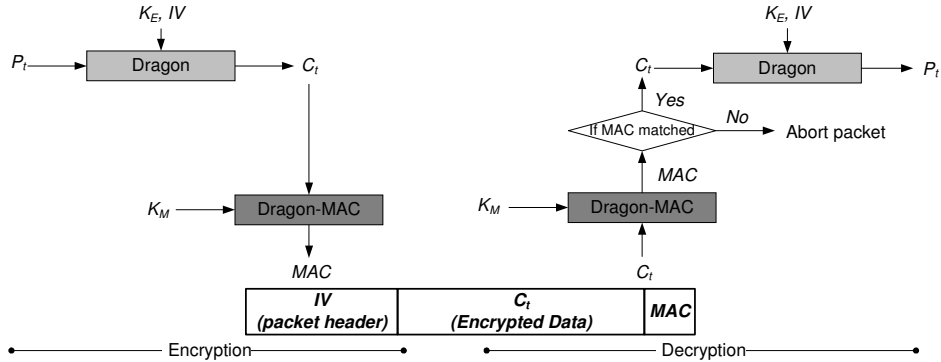 K_E, IV
P_t
Dragon
C_t
K_M
Dragon-MAC
MAC
K_E, IV
C_t
Dragon
P_t
Yes
If MAC matched
No
Abort packet
MAC
K_M
Dragon-MAC
C_t
IV
(packet header)
C_t
(Encrypted Data)
MAC
Encryption
Decryption